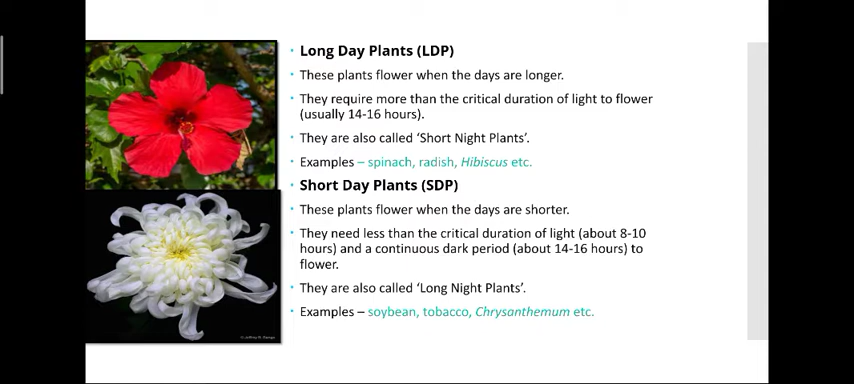 • Long Day Plants (LDP)
• These plants flower when the days are longer.
• They require more than the critical duration of light to flower
(usually 14-16 hours).
• They are also called ‘Short Night Plants’.
• Examples – spinach, radish, Hibiscus etc.
• Short Day Plants (SDP)
• These plants flower when the days are shorter.
• They need less than the critical duration of light (about 8-10
hours) and a continuous dark period (about 14-16 hours) to
flower.
• They are also called ‘Long Night Plants’.
• Examples – soybean, tobacco, Chrysanthemum etc.